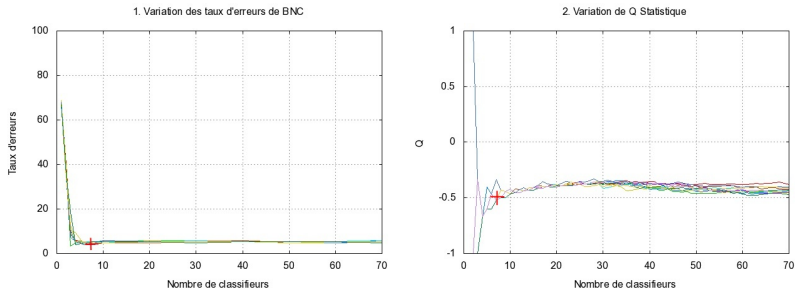 1. Variation des taux d'erreurs de BNC
100
80
60
40
20
0
Taux d'erreurs
0 10 20 30 40 50 60 70
Nombre de classifieurs
2. Variation de Q Statistique
1
0.5
0
-0.5
-1
Q
0 10 20 30 40 50 60 70
Nombre de classifieurs